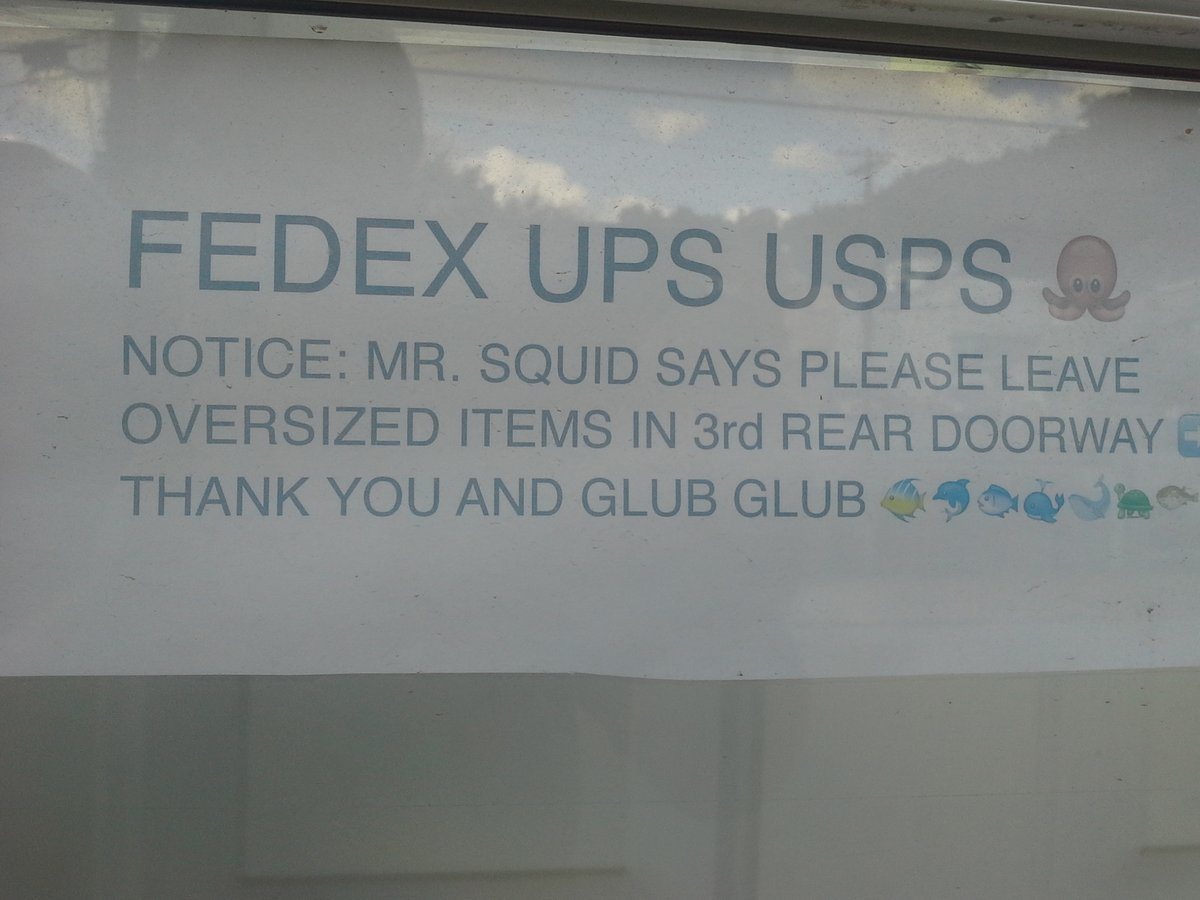 FEDEX UPS USPS 🐙
NOTICE: MR. SQUID SAYS PLEASE LEAVE
OVERSIZED ITEMS IN 3rd REAR DOORWAY
THANK YOU AND GLUB GLUB 🐠🐬🐟🐳🐋🐢🐡